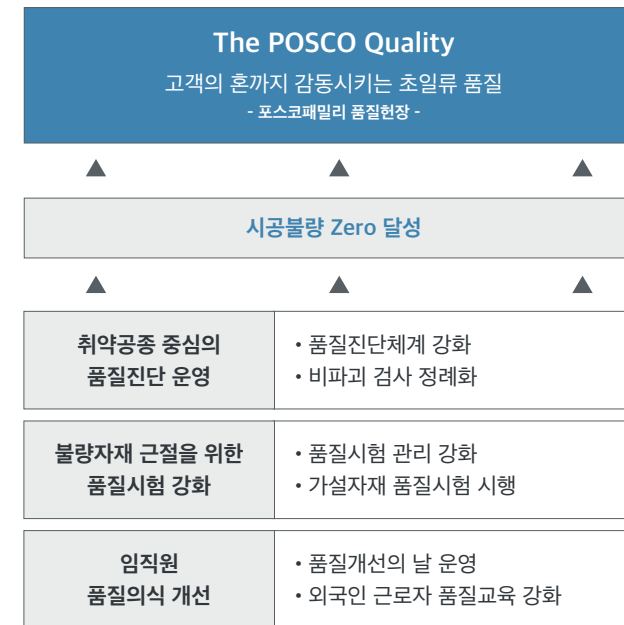 The POSCO Quality
고객의 혼까지 감동시키는 초일류 품질
- 포스코패밀리 품질헌장 -
시공불량 Zero 달성
취약공종 중심의
품질진단 운영
• 품질진단체계 강화
• 비파괴 검사 정례화
불량자재 근절을 위한
품질시험 강화
• 품질시험 관리 강화
• 가설자재 품질시험 시행
임직원
품질의식 개선
• 품질개선의 날 운영
• 외국인 근로자 품질교육 강화